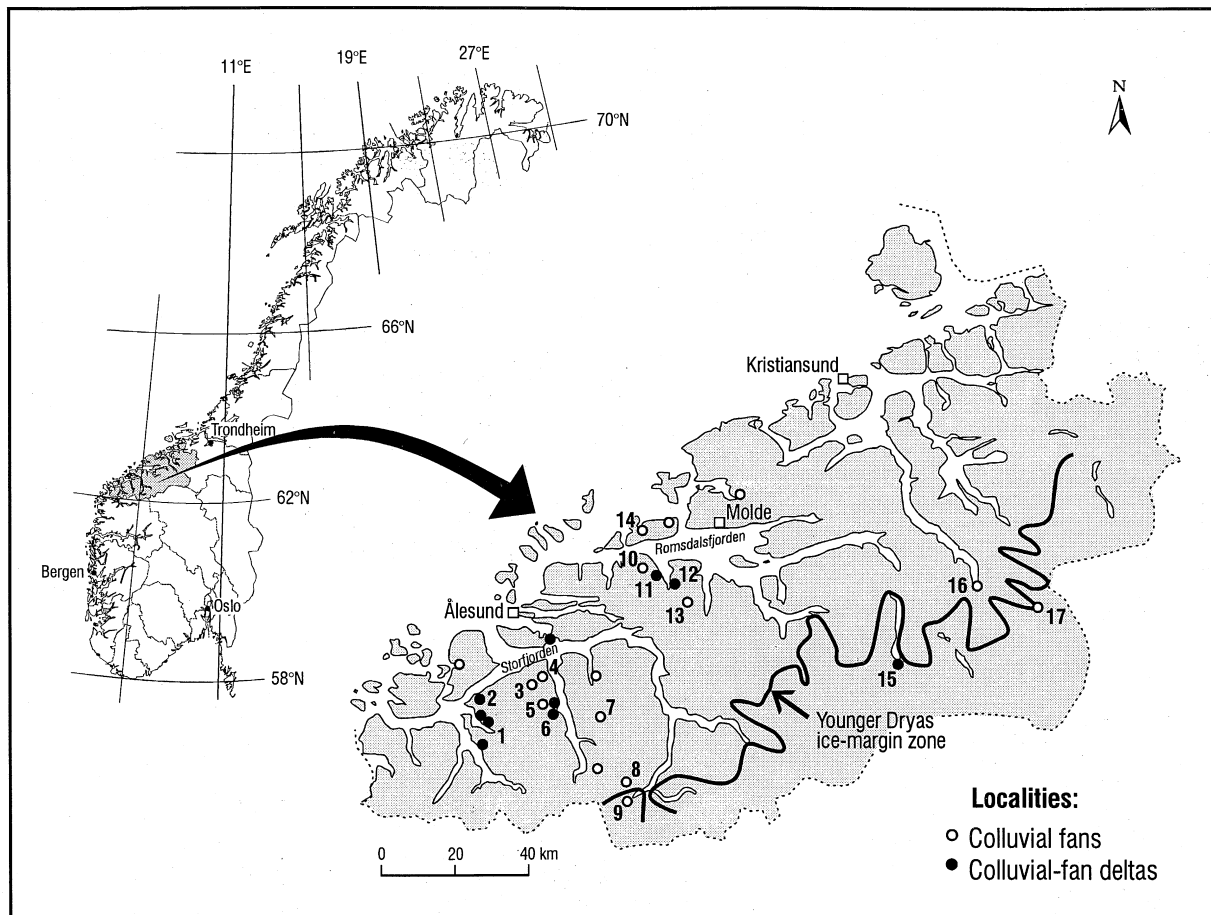 11°E
19°E
27°E
70°N
N
66°N
Trondheim
62°N
Bergen
Oslo
58°N
Kristiansund
Molde
14
Romsdalsfjorden
10
11
12
13
Ålesund
16
17
15
Storfjorden
4
3
2
5
6
7
1
8
9
Younger Dryas
ice-margin zone
Localities:
Colluvial fans
Colluvial-fan deltas
0 20 40 km